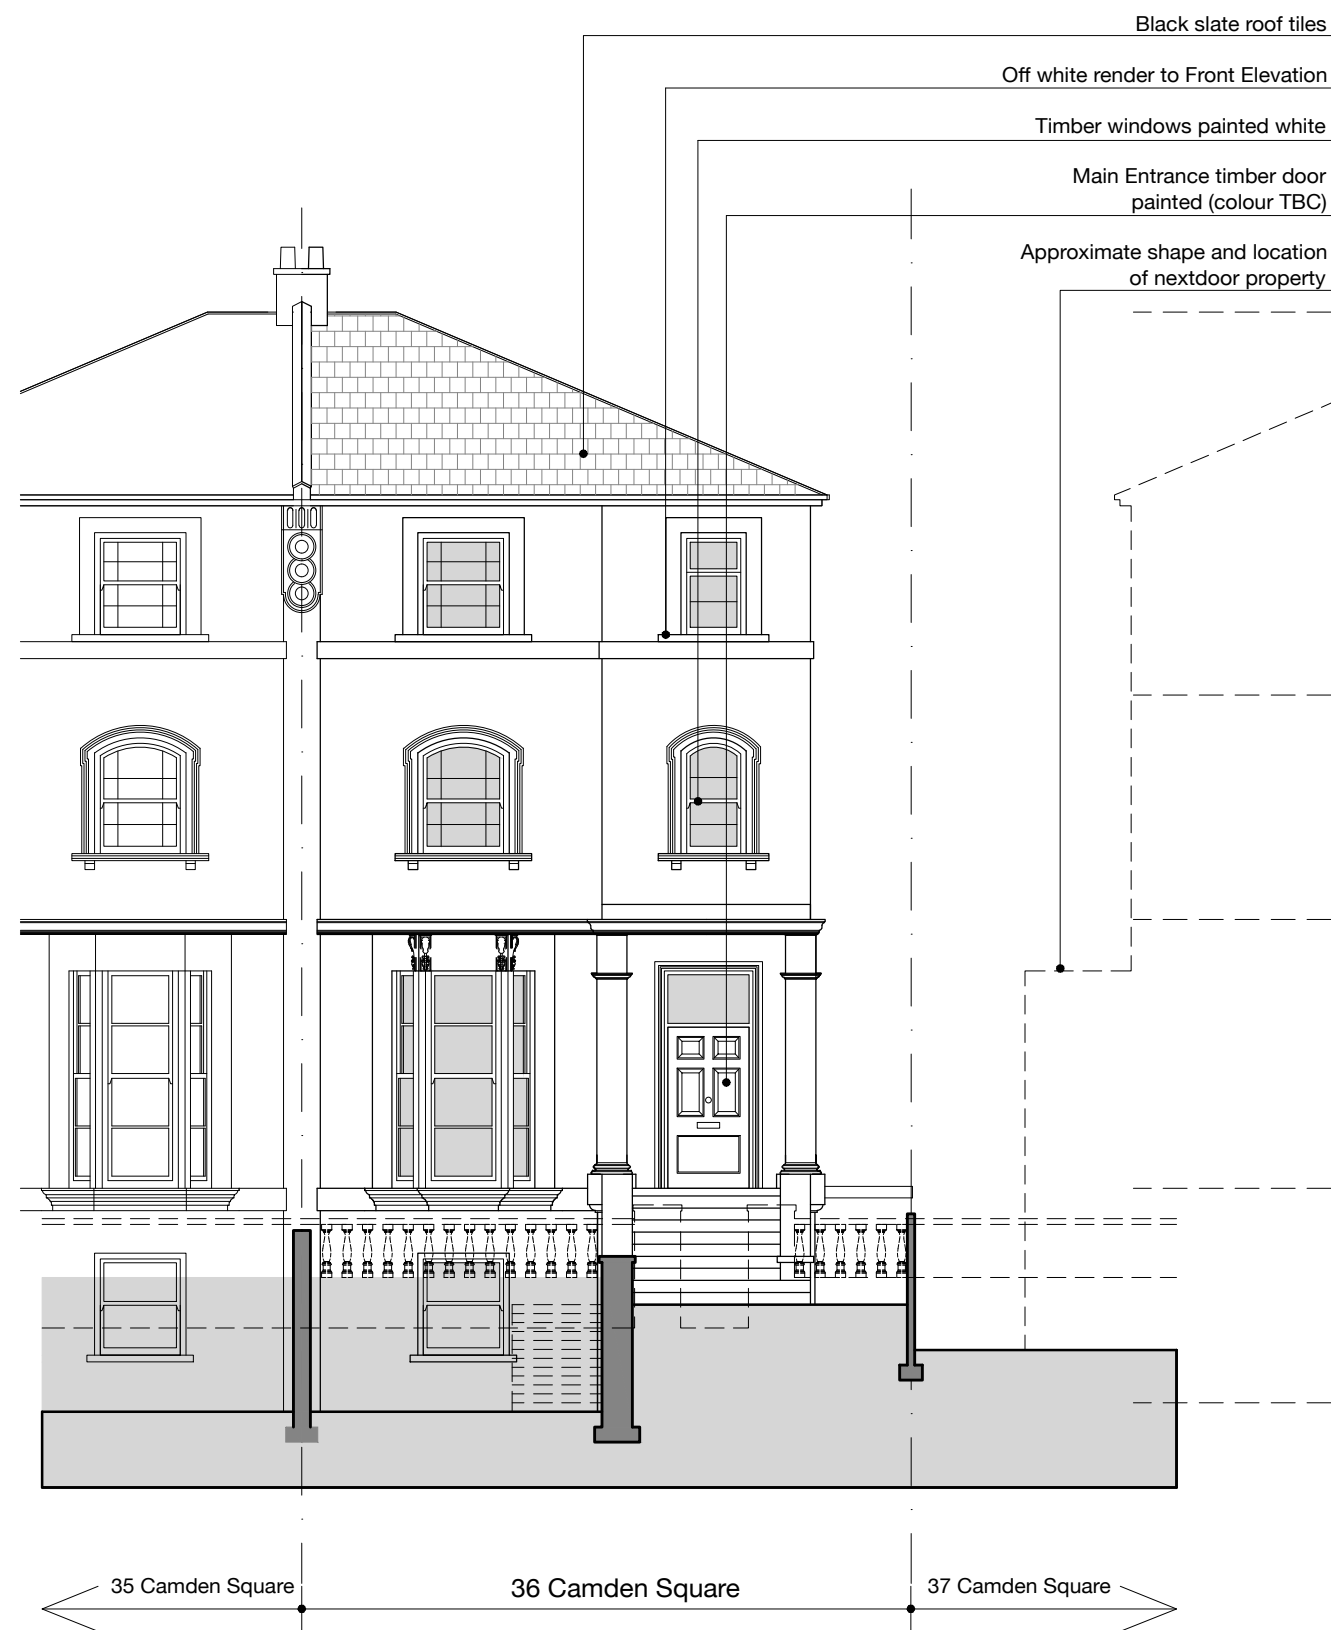 Black slate roof tiles
Off white render to Front Elevation
Timber windows painted white
Main Entrance timber door
painted (colour TBC)
Approximate shape and location
of nextdoor property
35 Camden Square
36 Camden Square
37 Camden Square